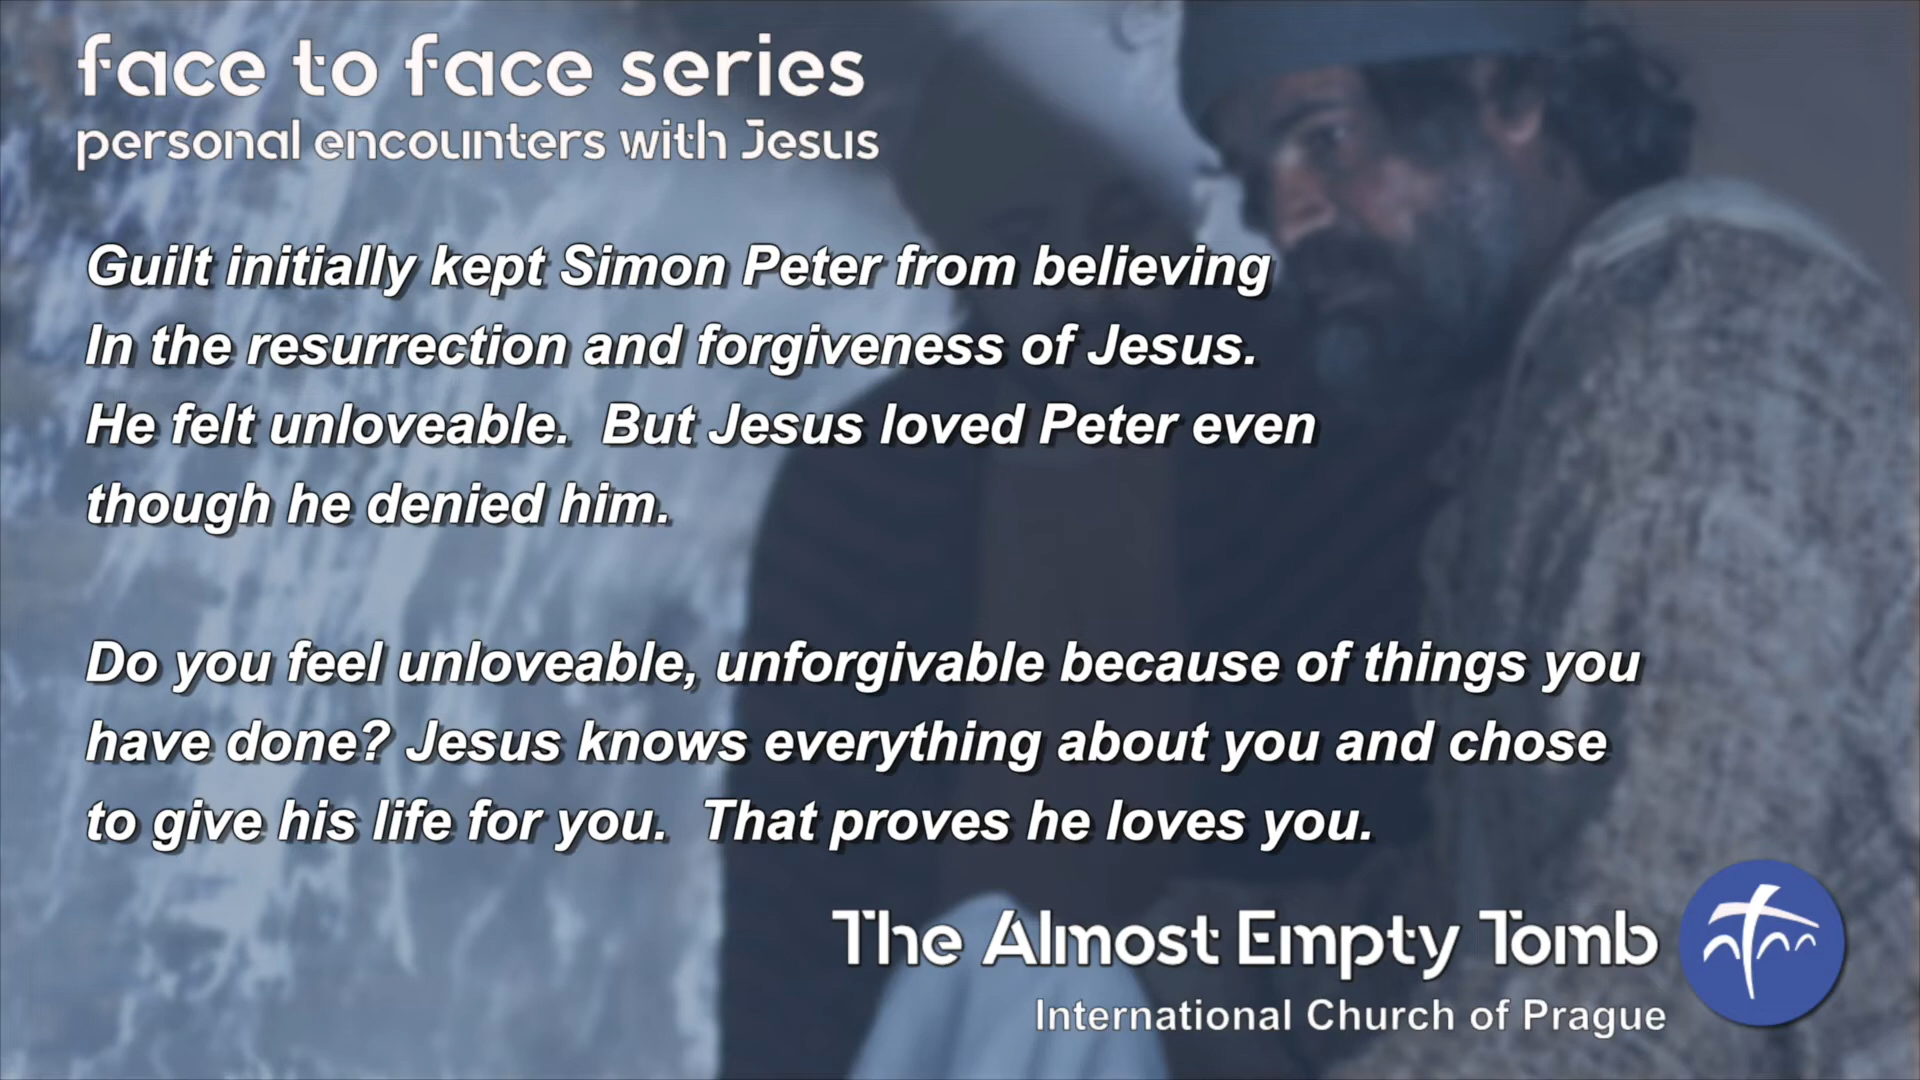 face to face series
personal encounters with Jesus
Guilt initially kept Simon Peter from believing
In the resurrection and forgiveness of Jesus.
He felt unloveable.  But Jesus loved Peter even
though he denied him.
Do you feel unloveable, unforgivable because of things you
have done? Jesus knows everything about you and chose
to give his life for you.  That proves he loves you.
The Almost Empty Tomb
International Church of Prague